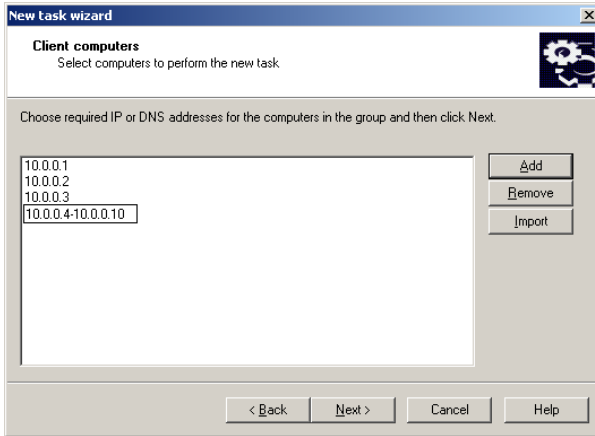 New task wizard
Client computers
Select computers to perform the new task
Choose required IP or DNS addresses for the computers in the group and then click Next.
10.0.0.1
10.0.0.2
10.0.0.3
10.0.0.4-10.0.0.10
Add
Remove
Import
< Back
Next >
Cancel
Help